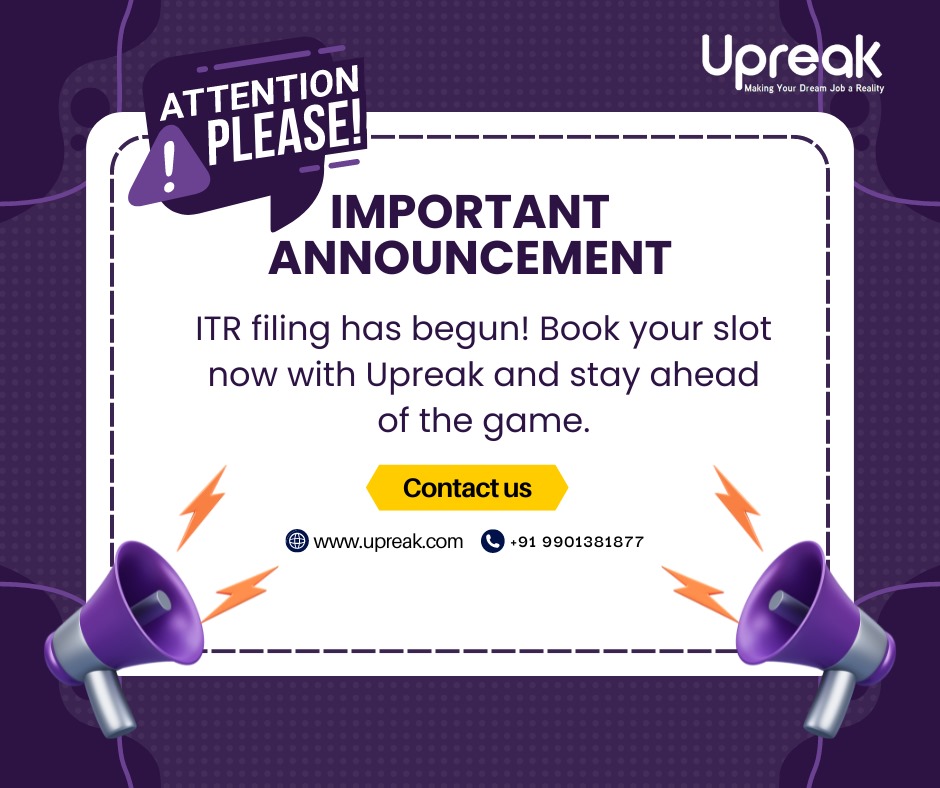 Upreak
Making Your Dream Job a Reality
ATTENTION
PLEASE!
!
IMPORTANT
ANNOUNCEMENT
ITR filing has begun! Book your slot
now with Upreak and stay ahead
of the game.
Contact us
www.upreak.com +91 9901381877